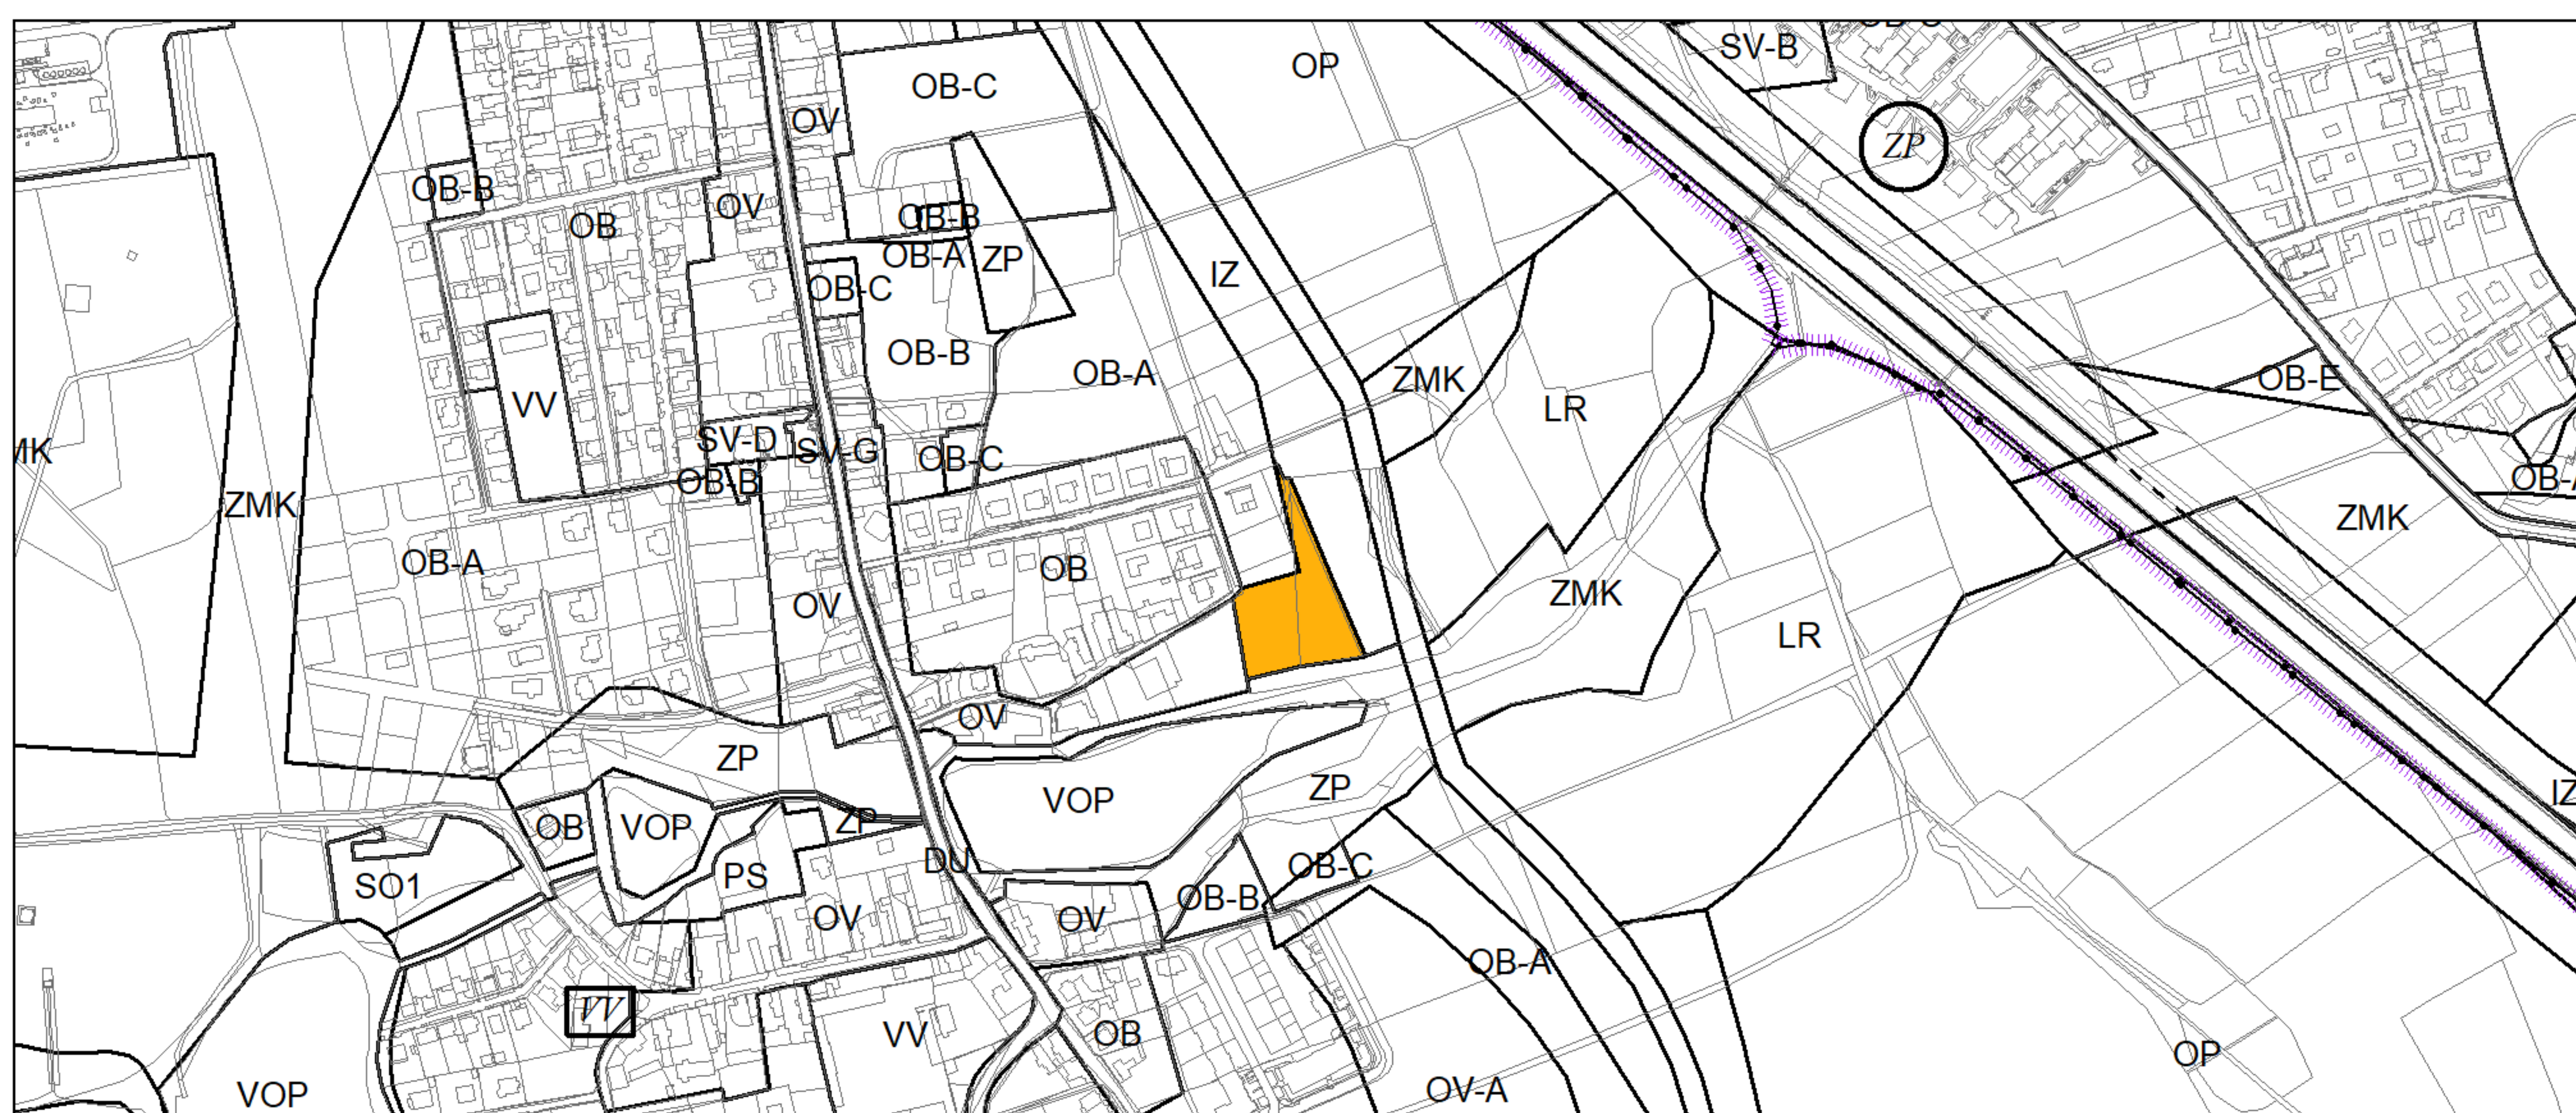 OB-C
SV-B
OP
OB-C
OV
ZP
OB-B
OV
OB
OB-B
OB-A
ZP
IZ
OB-C
OB-B
OB-A
ZMK
OB-E
LR
VV
SV-D
SV-G
OB-C
MK
OB-B
OB-A
ZMK
ZMK
OB-A
OB
ZMK
OV
LR
OV
ZP
ZP
IZ
VOP
OB
VOP
ZP
DU
OB-C
PS
SO1
OB-B
OV
OV
OB-A
VV
VV
OB
OP
OV-A
VOP